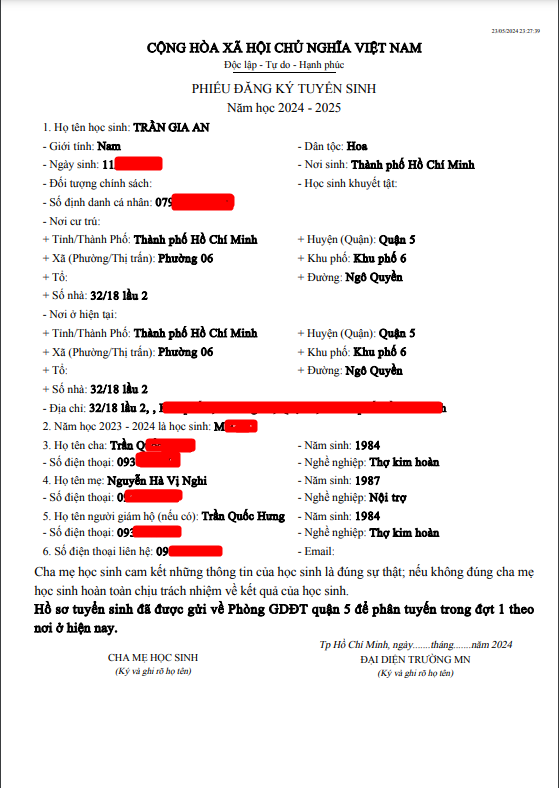 23/05/2024 23:27:39
CỘNG HÒA XÃ HỘI CHỦ NGHĨA VIỆT NAM
Độc lập - Tự do - Hạnh phúc
PHIẾU ĐĂNG KÝ TUYỂN SINH
Năm học 2024 - 2025
1. Họ tên học sinh: TRẦN GIA AN
- Giới tính: Nam - Dân tộc: Hoa
- Ngày sinh: 11 - Nơi sinh: Thành phố Hồ Chí Minh
- Đối tượng chính sách: - Học sinh khuyết tật:
- Số định danh cá nhân: 079
- Nơi cư trú:
+ Tỉnh/Thành Phố: Thành phố Hồ Chí Minh + Huyện (Quận): Quận 5
+ Xã (Phường/Thị trấn): Phường 06 + Khu phố: Khu phố 6
+ Tổ: + Đường: Ngô Quyền
+ Số nhà: 32/18 lầu 2
- Nơi ở hiện tại:
+ Tỉnh/Thành Phố: Thành phố Hồ Chí Minh + Huyện (Quận): Quận 5
+ Xã (Phường/Thị trấn): Phường 06 + Khu phố: Khu phố 6
+ Tổ: + Đường: Ngô Quyền
+ Số nhà: 32/18 lầu 2
- Địa chỉ: 32/18 lầu 2, ,
2. Năm học 2023 - 2024 là học sinh: M
3. Họ tên cha: Trần Q - Năm sinh: 1984
- Số điện thoại: 093 - Nghề nghiệp: Thợ kim hoàn
4. Họ tên mẹ: Nguyễn Hà Vị Nghi - Năm sinh: 1987
- Số điện thoại: 0 - Nghề nghiệp: Nội trợ
5. Họ tên người giám hộ (nếu có): Trần Quốc Hưng - Năm sinh: 1984
- Số điện thoại: 093 - Nghề nghiệp: Thợ kim hoàn
6. Số điện thoại liên hệ: 09 - Email:
Cha mẹ học sinh cam kết những thông tin của học sinh là đúng sự thật; nếu không đúng cha mẹ
học sinh hoàn toàn chịu trách nhiệm về kết quả của học sinh.
Hồ sơ tuyển sinh đã được gửi về Phòng GDĐT quận 5 để phân tuyến trong đợt 1 theo
nơi ở hiện nay.
Tp Hồ Chí Minh, ngày.......tháng.......năm 2024
CHA MẸ HỌC SINH ĐẠI DIỆN TRƯỜNG MN
(Ký và ghi rõ họ tên) (Ký và ghi rõ họ tên)